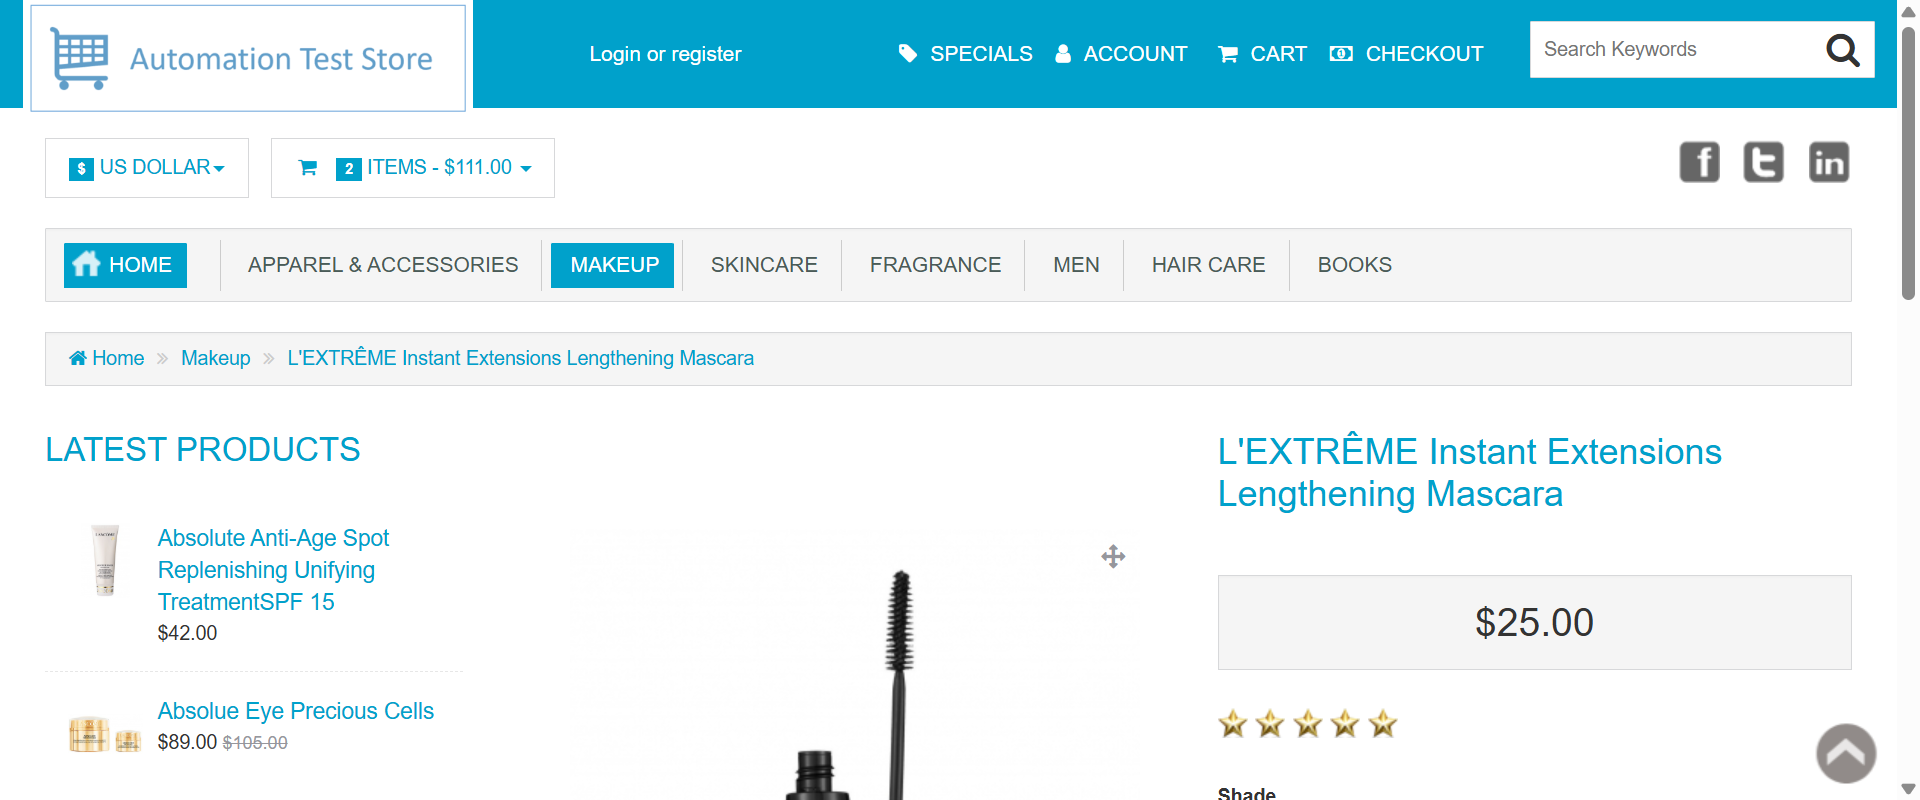 Automation Test Store
Login or register
SPECIALS
ACCOUNT
CART
CHECKOUT
Search Keywords
$ US DOLLAR
2 ITEMS - $111.00
HOME
APPAREL & ACCESSORIES
MAKEUP
SKINCARE
FRAGRANCE
MEN
HAIR CARE
BOOKS
Home » Makeup » L'EXTRÊME Instant Extensions Lengthening Mascara
LATEST PRODUCTS
Absolute Anti-Age Spot
Replenishing Unifying
TreatmentSPF 15
$42.00
Absolue Eye Precious Cells
$89.00 $105.00
L'EXTRÊME Instant Extensions
Lengthening Mascara
$25.00
Shade